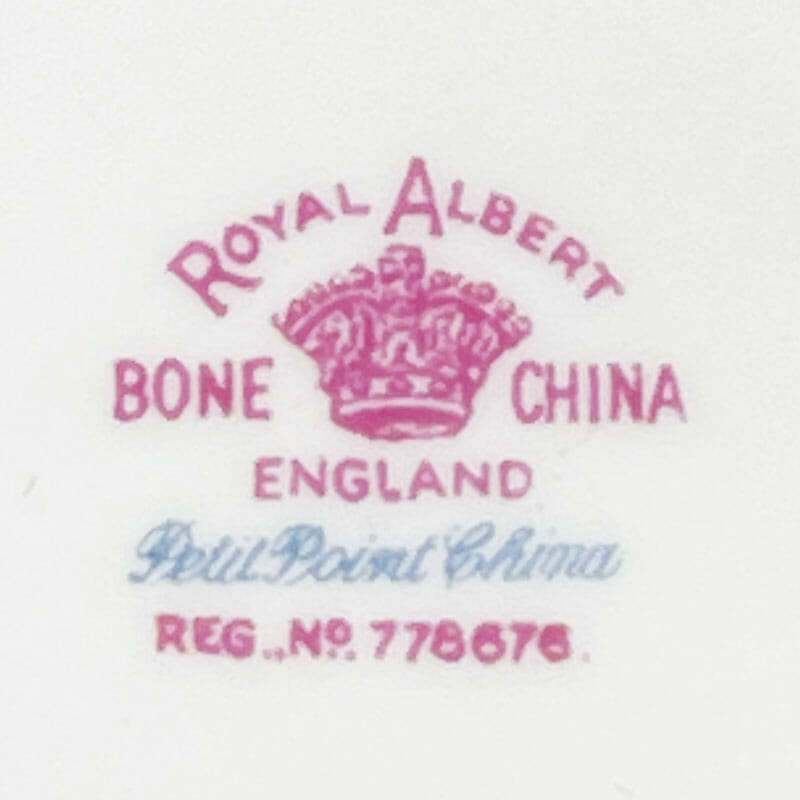 ROYAL ALBERT
BONE CHINA
ENGLAND
Petit Point China
REG., No. 778676.